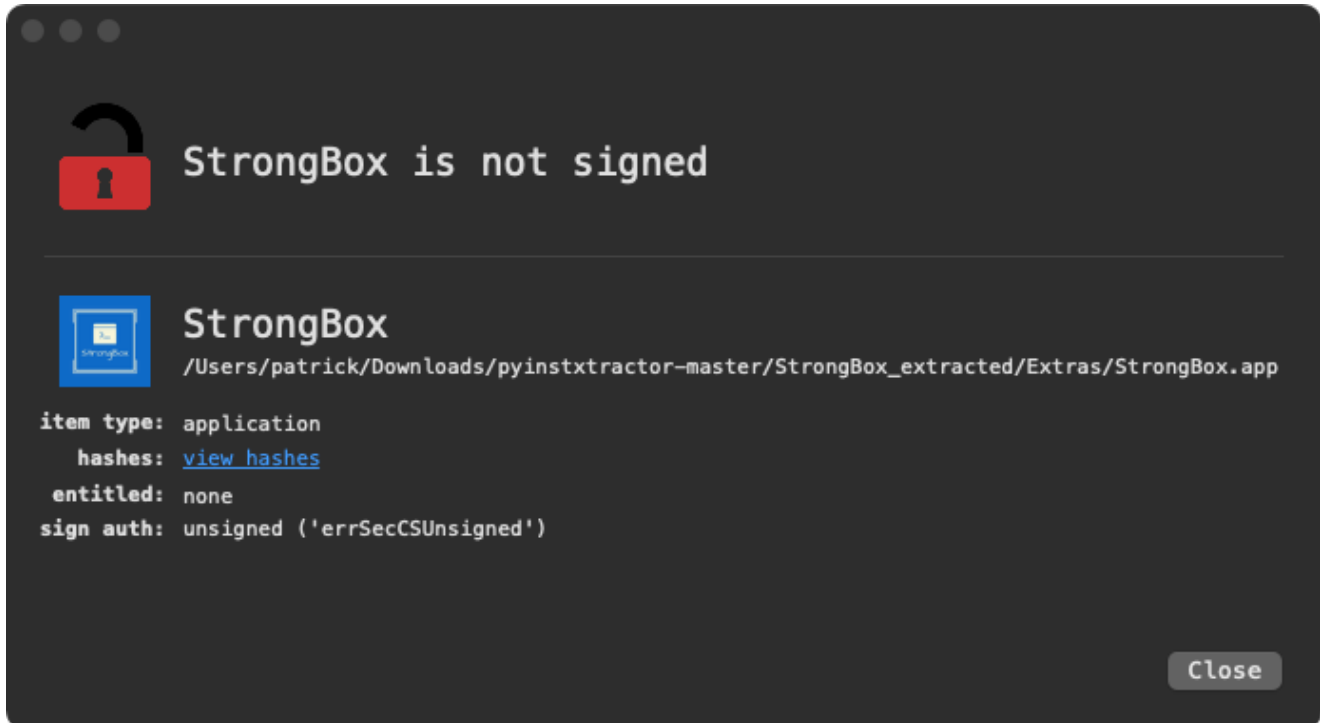 StrongBox is not signed
StrongBox
StrongBox
/Users/patrick/Downloads/pyinstxtractor-master/StrongBox_extracted/Extras/StrongBox.app
item type: application
hashes: view hashes
entitled: none
sign auth: unsigned ('errSecCSUnsigned')
Close